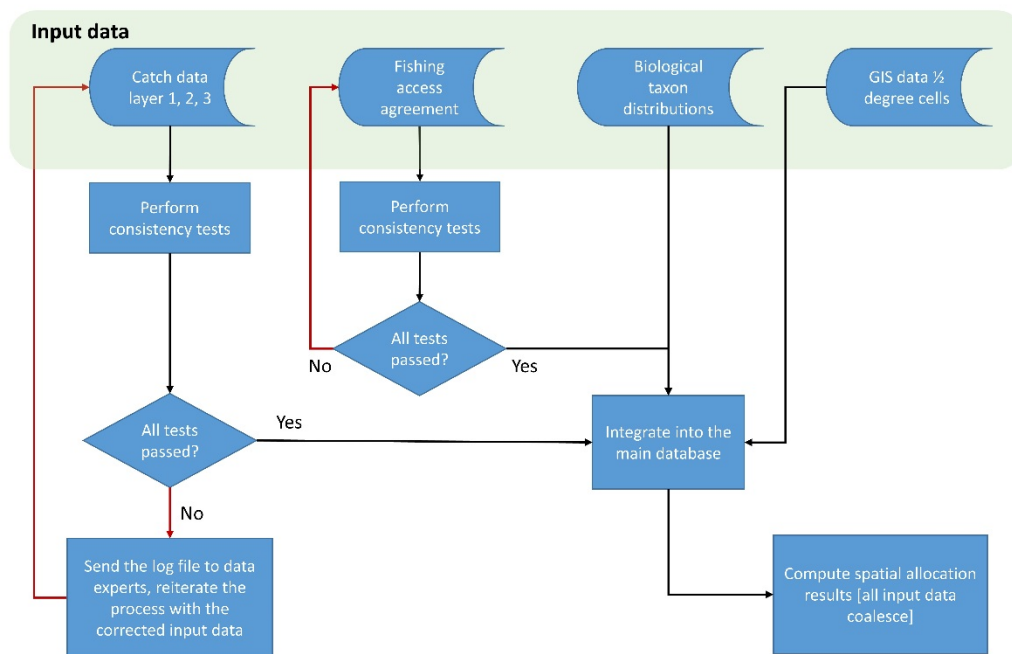 Input data
Catch data
layer 1, 2, 3
Fishing
access
agreement
Biological
taxon
distributions
GIS data ½
degree cells
Perform
consistency tests
Perform
consistency tests
All tests
passed?
No
Yes
All tests
passed?
Yes
Integrate into the
main database
No
Send the log file to data
experts, reiterate the
process with the
corrected input data
Compute spatial allocation
results [all input data
coalesce]